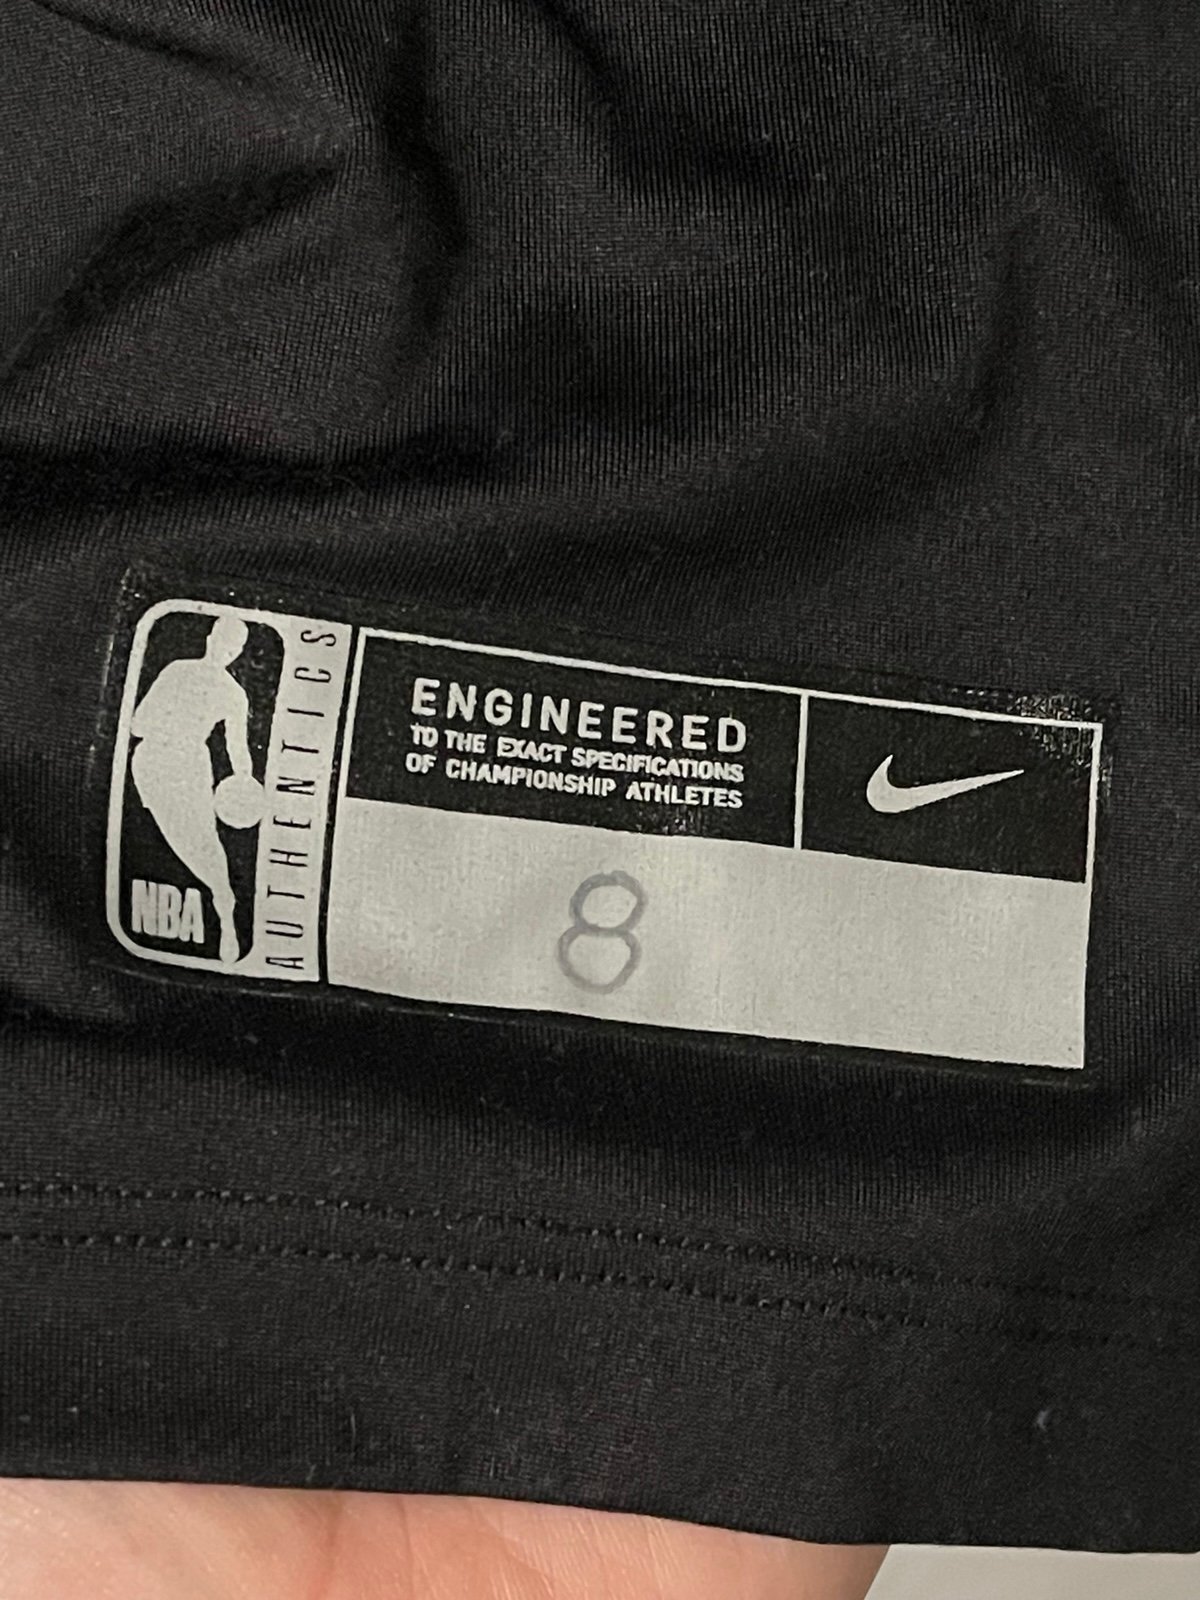 NBA
AUTHENTICS
ENGINEERED
TO THE EXACT SPECIFICATIONS
OF CHAMPIONSHIP ATHLETES
8